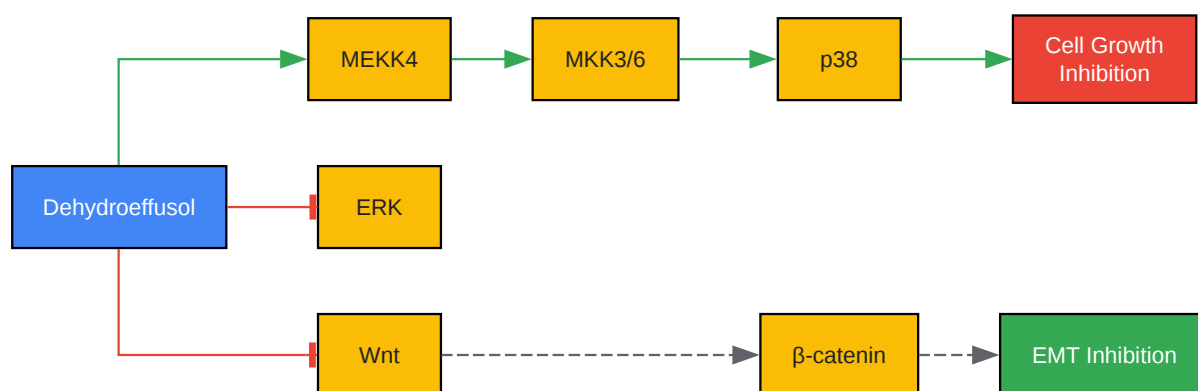 MEKK4
MKK3/6
p38
Cell Growth
Inhibition
Dehydroeffusol
ERK
Wnt
β-catenin
EMT Inhibition